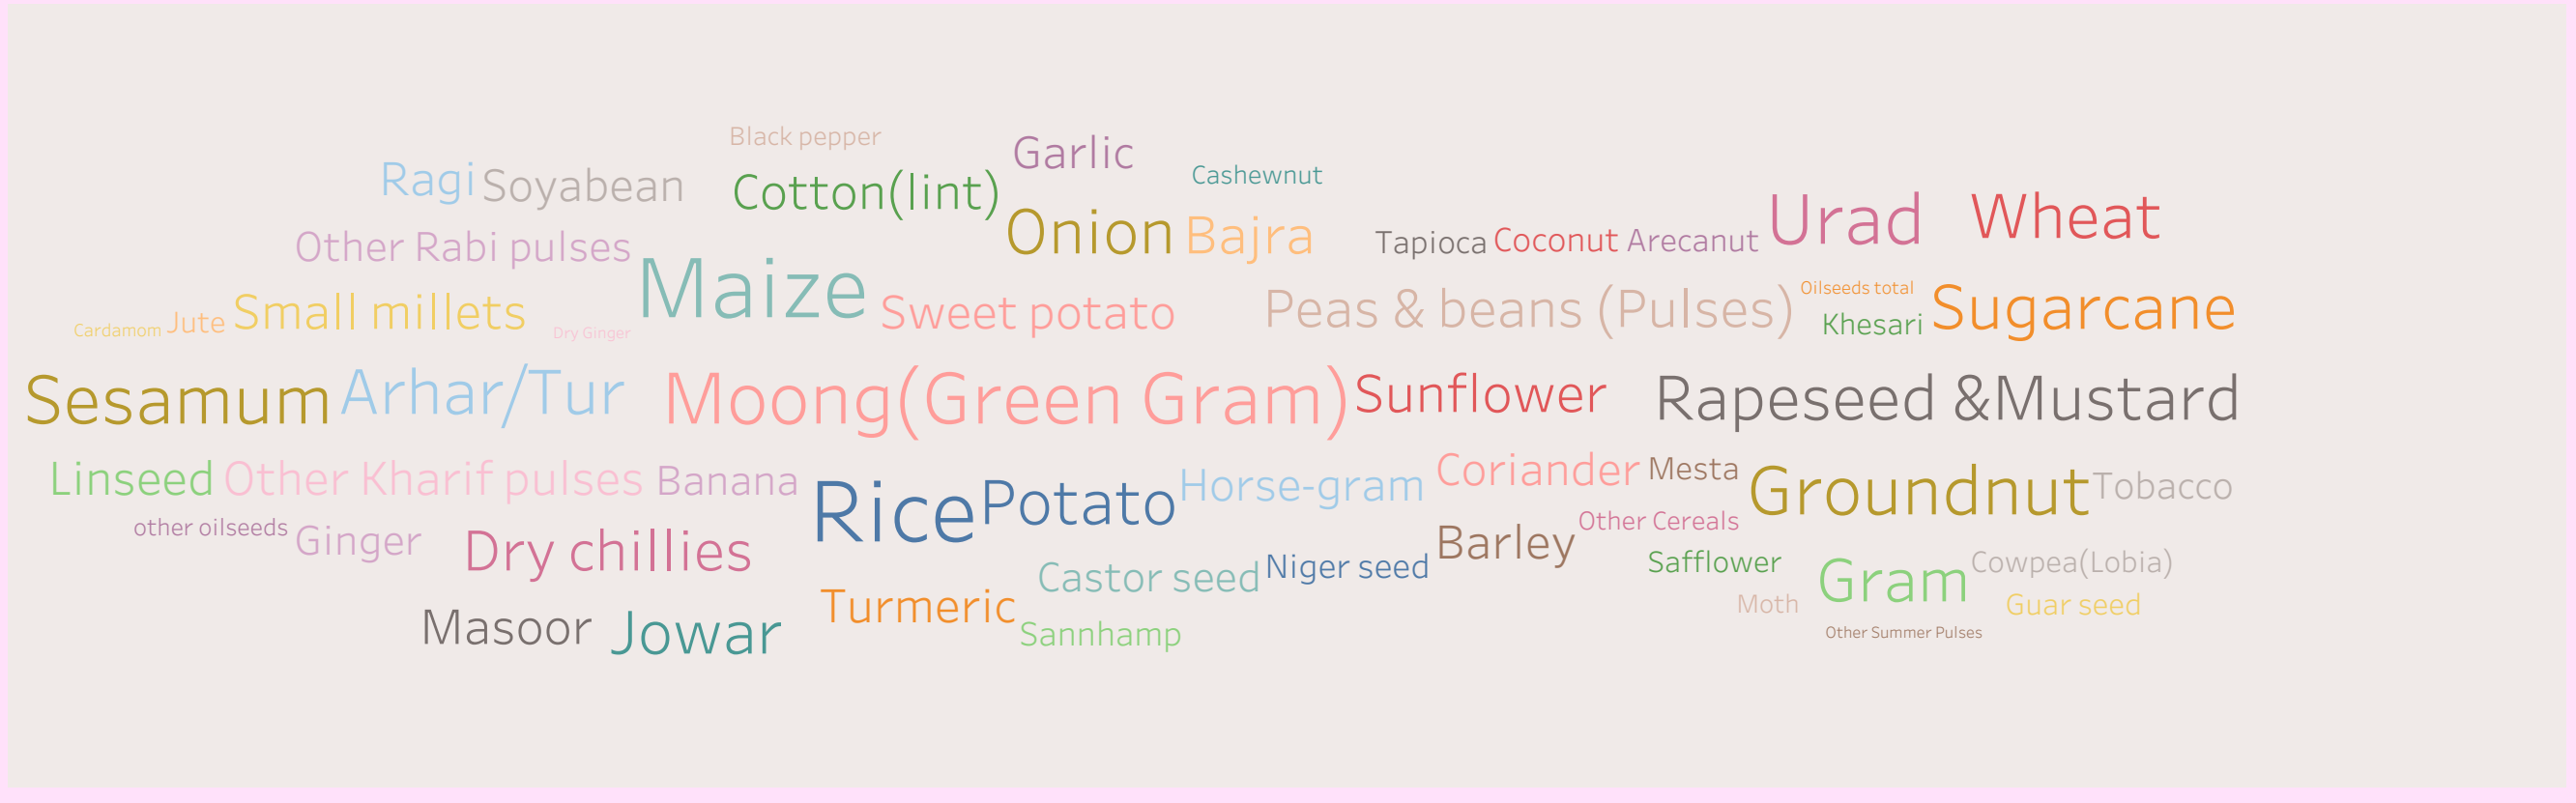 Black pepper
Garlic
Ragi Soyabean
Cotton(lint)
Cashewnut
Urad
Wheat
Other Rabi pulses
Onion Bajra
Tapioca Coconut Arecanut
Maize
Oilseeds total
Cardamom Jute Small millets
Dry Ginger
Sweet potato
Peas & beans (Pulses)
Khesari
Sugarcane
Sesamum Arhar/Tur
Moong(Green Gram) Sunflower
Rapeseed &Mustard
Linseed Other Kharif pulses Banana
Rice Potato Horse-gram
Coriander Mesta
Groundnut Tobacco
other oilseeds Ginger
Dry chillies
Barley Other Cereals
Castor seed Niger seed
Safflower
Gram Cowpea(Lobia)
Masoor Jowar
Turmeric
Sannhamp
Moth
Guar seed
Other Summer Pulses